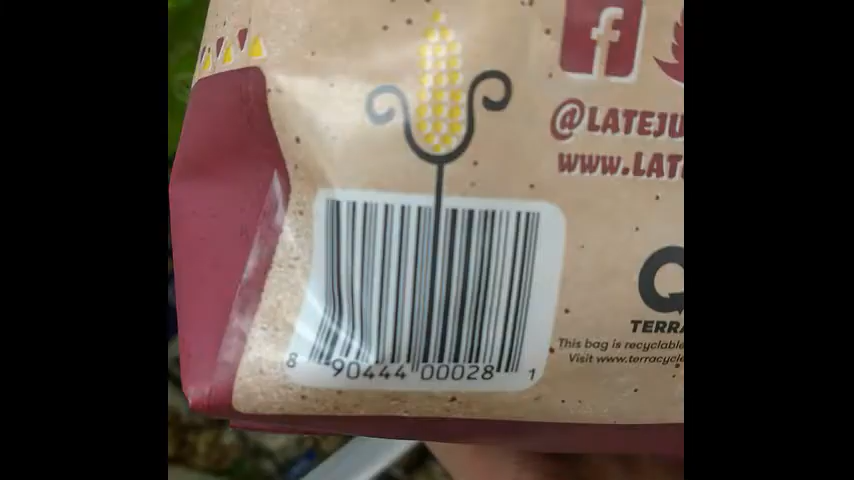 f
@LATEJU
www.LAT
TERRA
This bag is recyclable
Visit www.terracycle
8 90444 00028 1